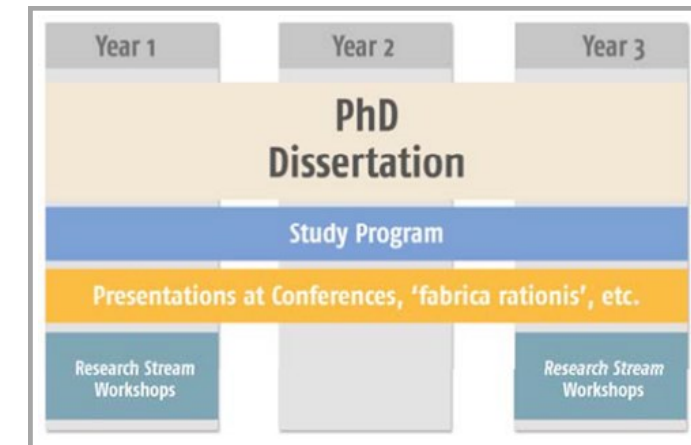 Year 1 Year 2 Year 3
PhD
Dissertation
Study Program
Presentations at Conferences, ‘fabrica rationis’, etc.
Research Stream
Workshops
Research Stream
Workshops